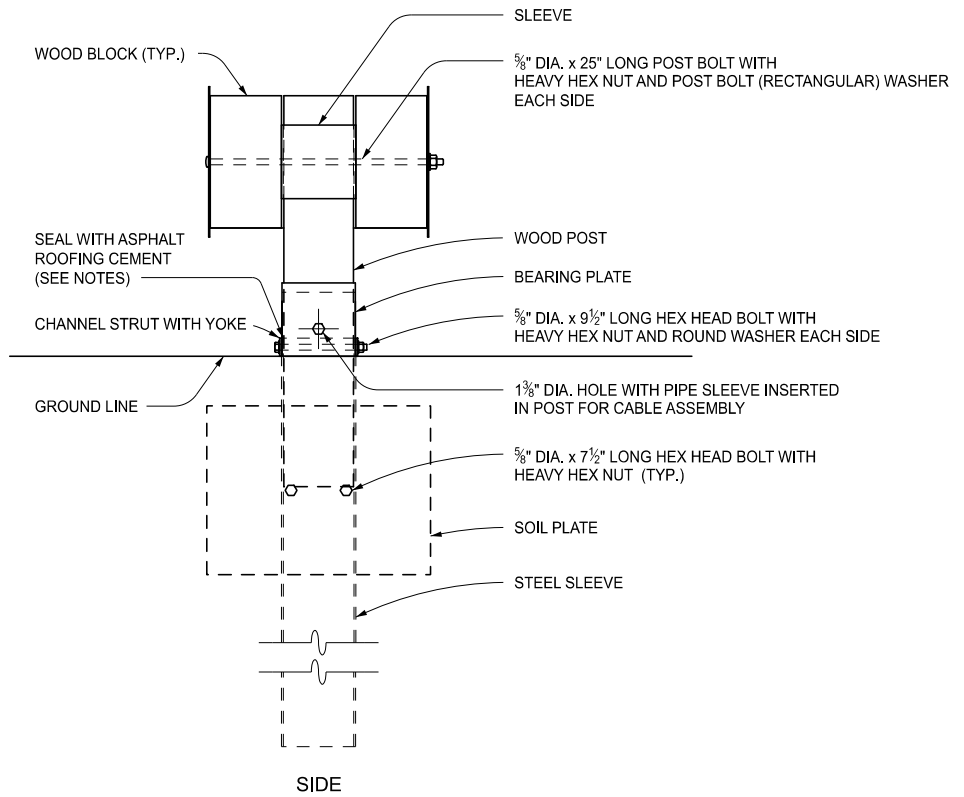 SLEEVE
WOOD BLOCK (TYP.)
⅝" DIA. x 25" LONG POST BOLT WITH
HEAVY HEX NUT AND POST BOLT (RECTANGULAR) WASHER
EACH SIDE
SEAL WITH ASPHALT
ROOFING CEMENT
(SEE NOTES)
WOOD POST
BEARING PLATE
CHANNEL STRUT WITH YOKE
⅝" DIA. x 9½" LONG HEX HEAD BOLT WITH
HEAVY HEX NUT AND ROUND WASHER EACH SIDE
GROUND LINE
1⅜" DIA. HOLE WITH PIPE SLEEVE INSERTED
IN POST FOR CABLE ASSEMBLY
⅝" DIA. x 7½" LONG HEX HEAD BOLT WITH
HEAVY HEX NUT (TYP.)
SOIL PLATE
STEEL SLEEVE
SIDE